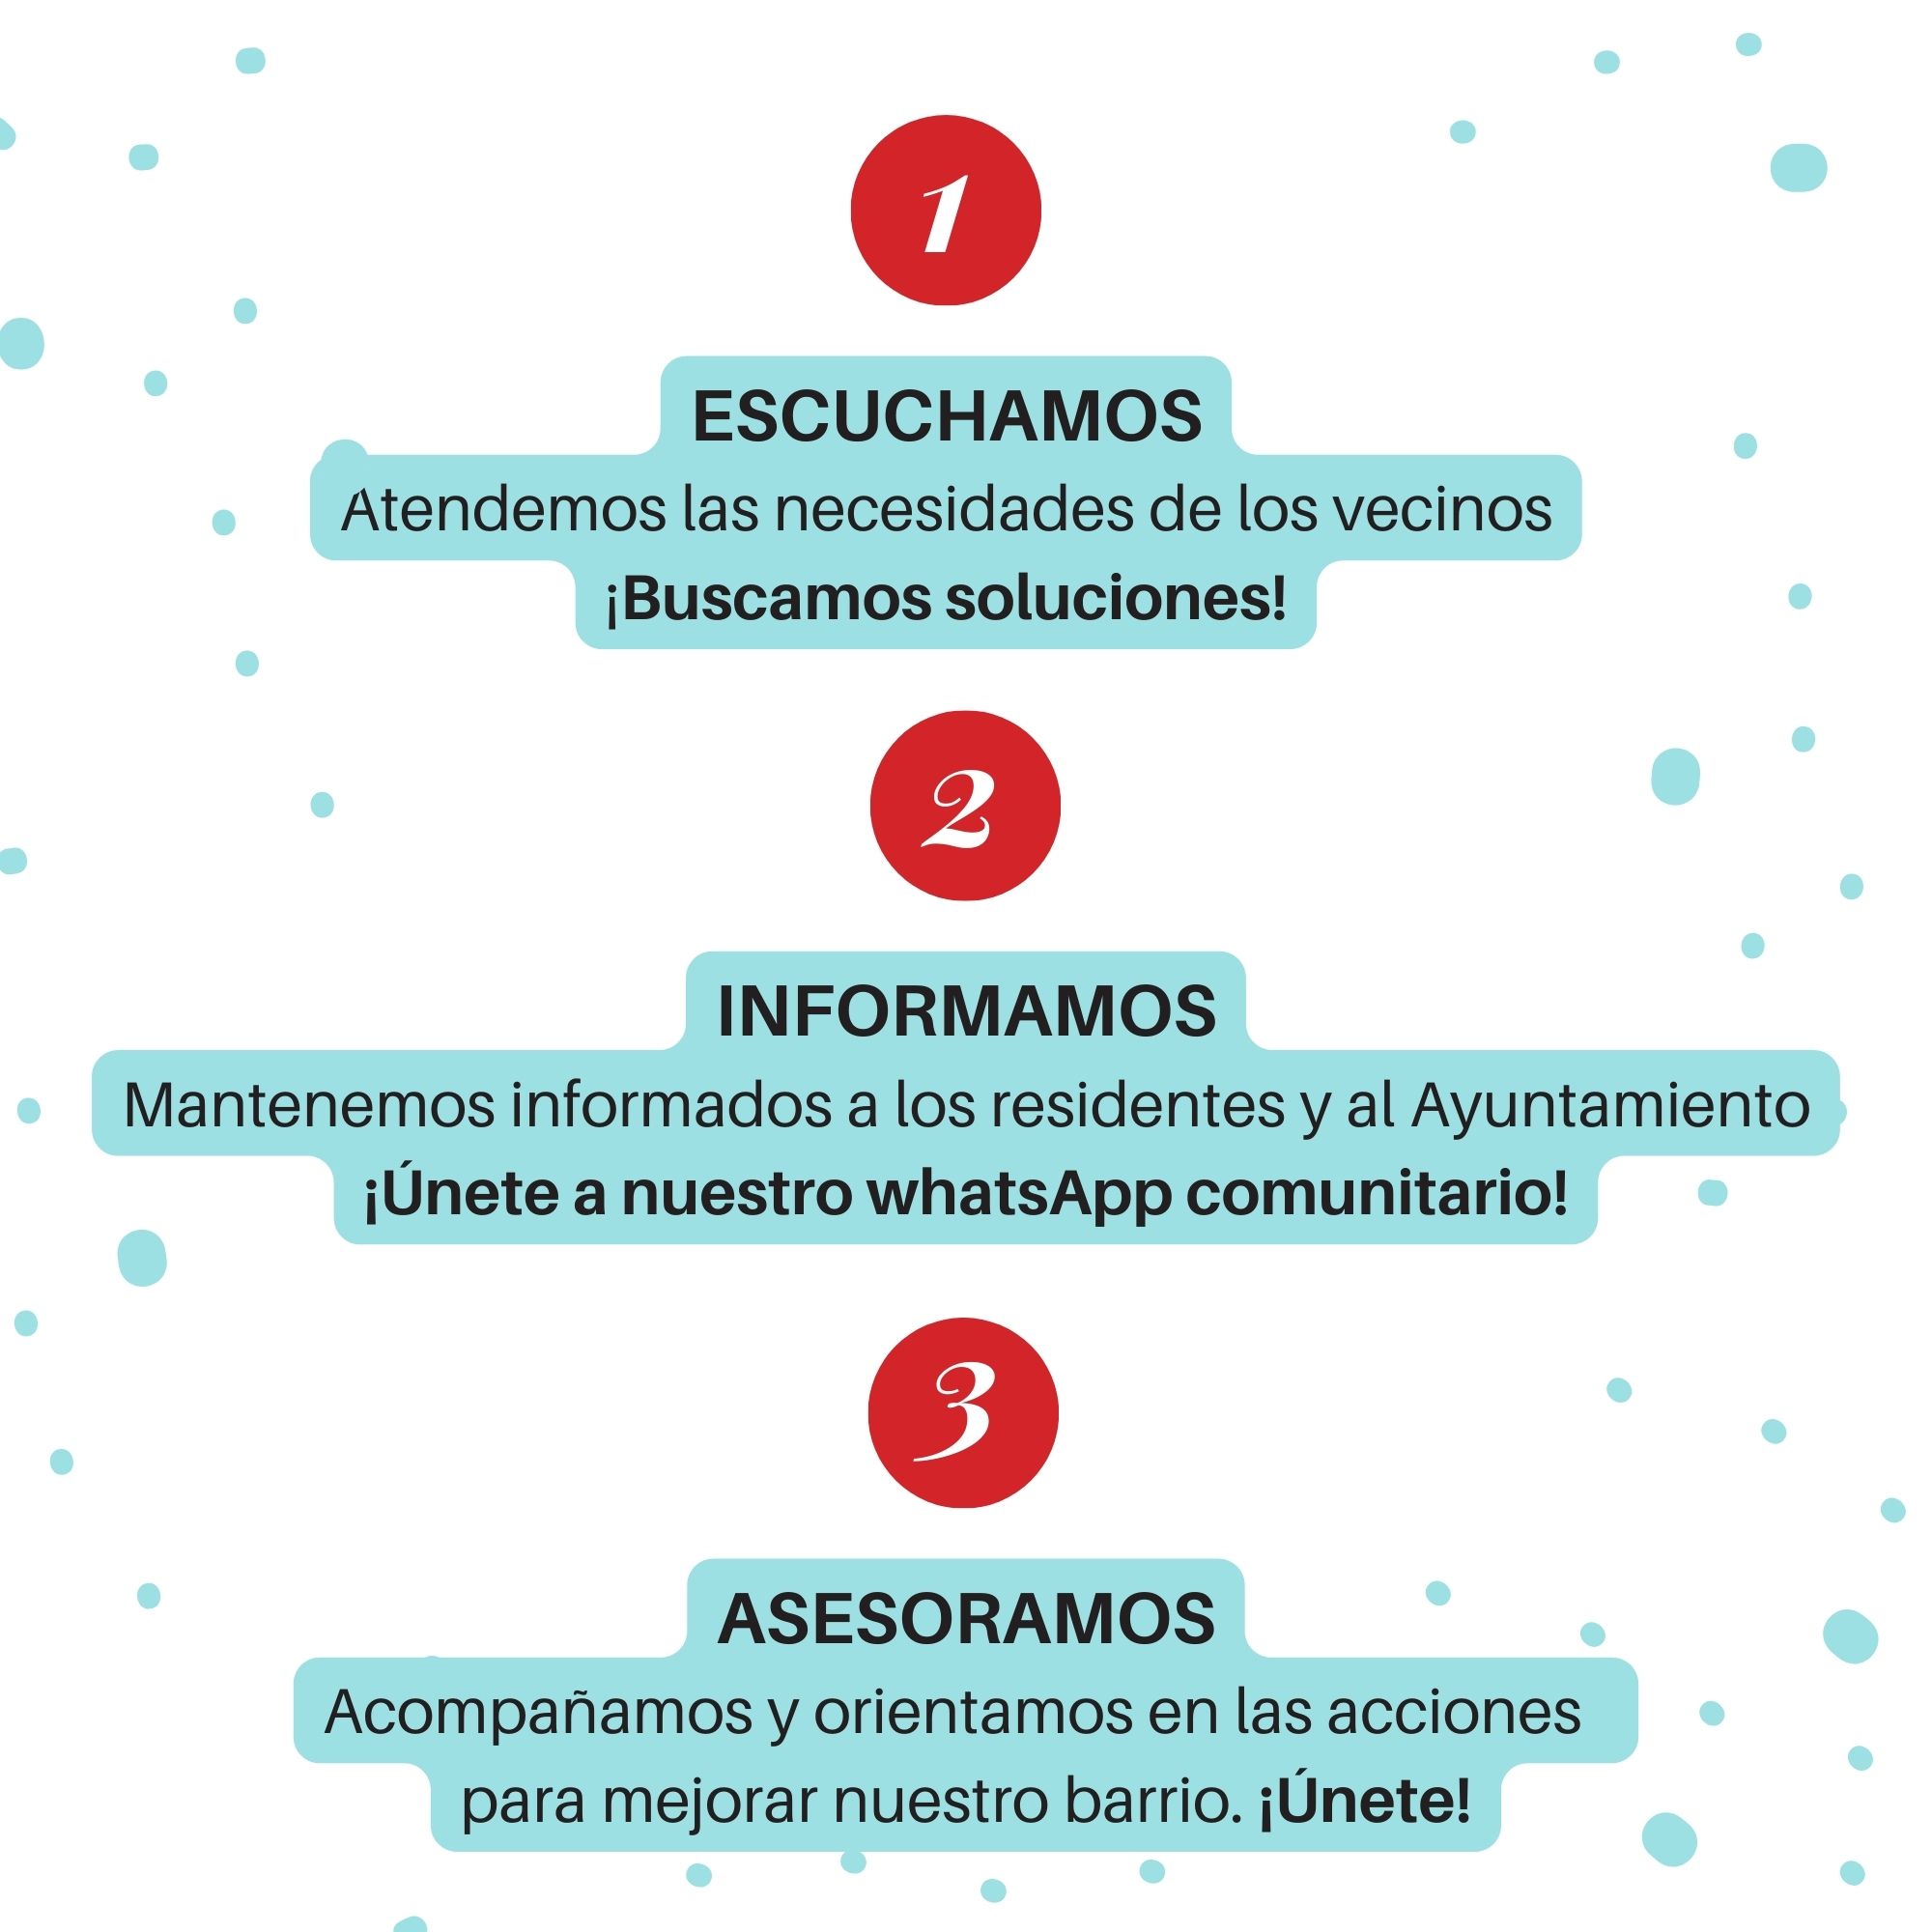 1
ESCUCHAMOS
Atendemos las necesidades de los vecinos
¡Buscamos soluciones!
2
INFORMAMOS
Mantenemos informados a los residentes y al Ayuntamiento
¡Únete a nuestro whatsApp comunitario!
3
ASESORAMOS
Acompañamos y orientamos en las acciones
para mejorar nuestro barrio. ¡Únete!